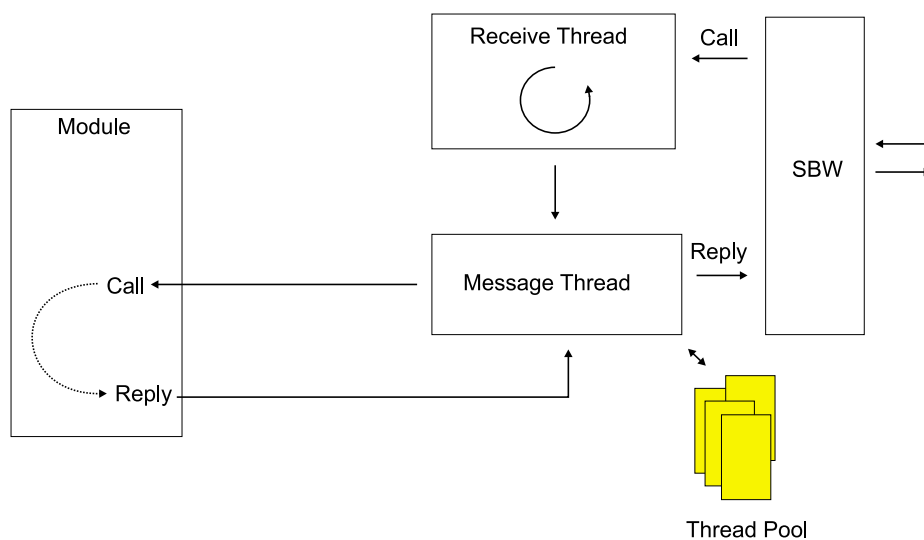 Receive Thread
Call
Module
SBW
Reply
Message Thread
Call
Reply
Thread Pool